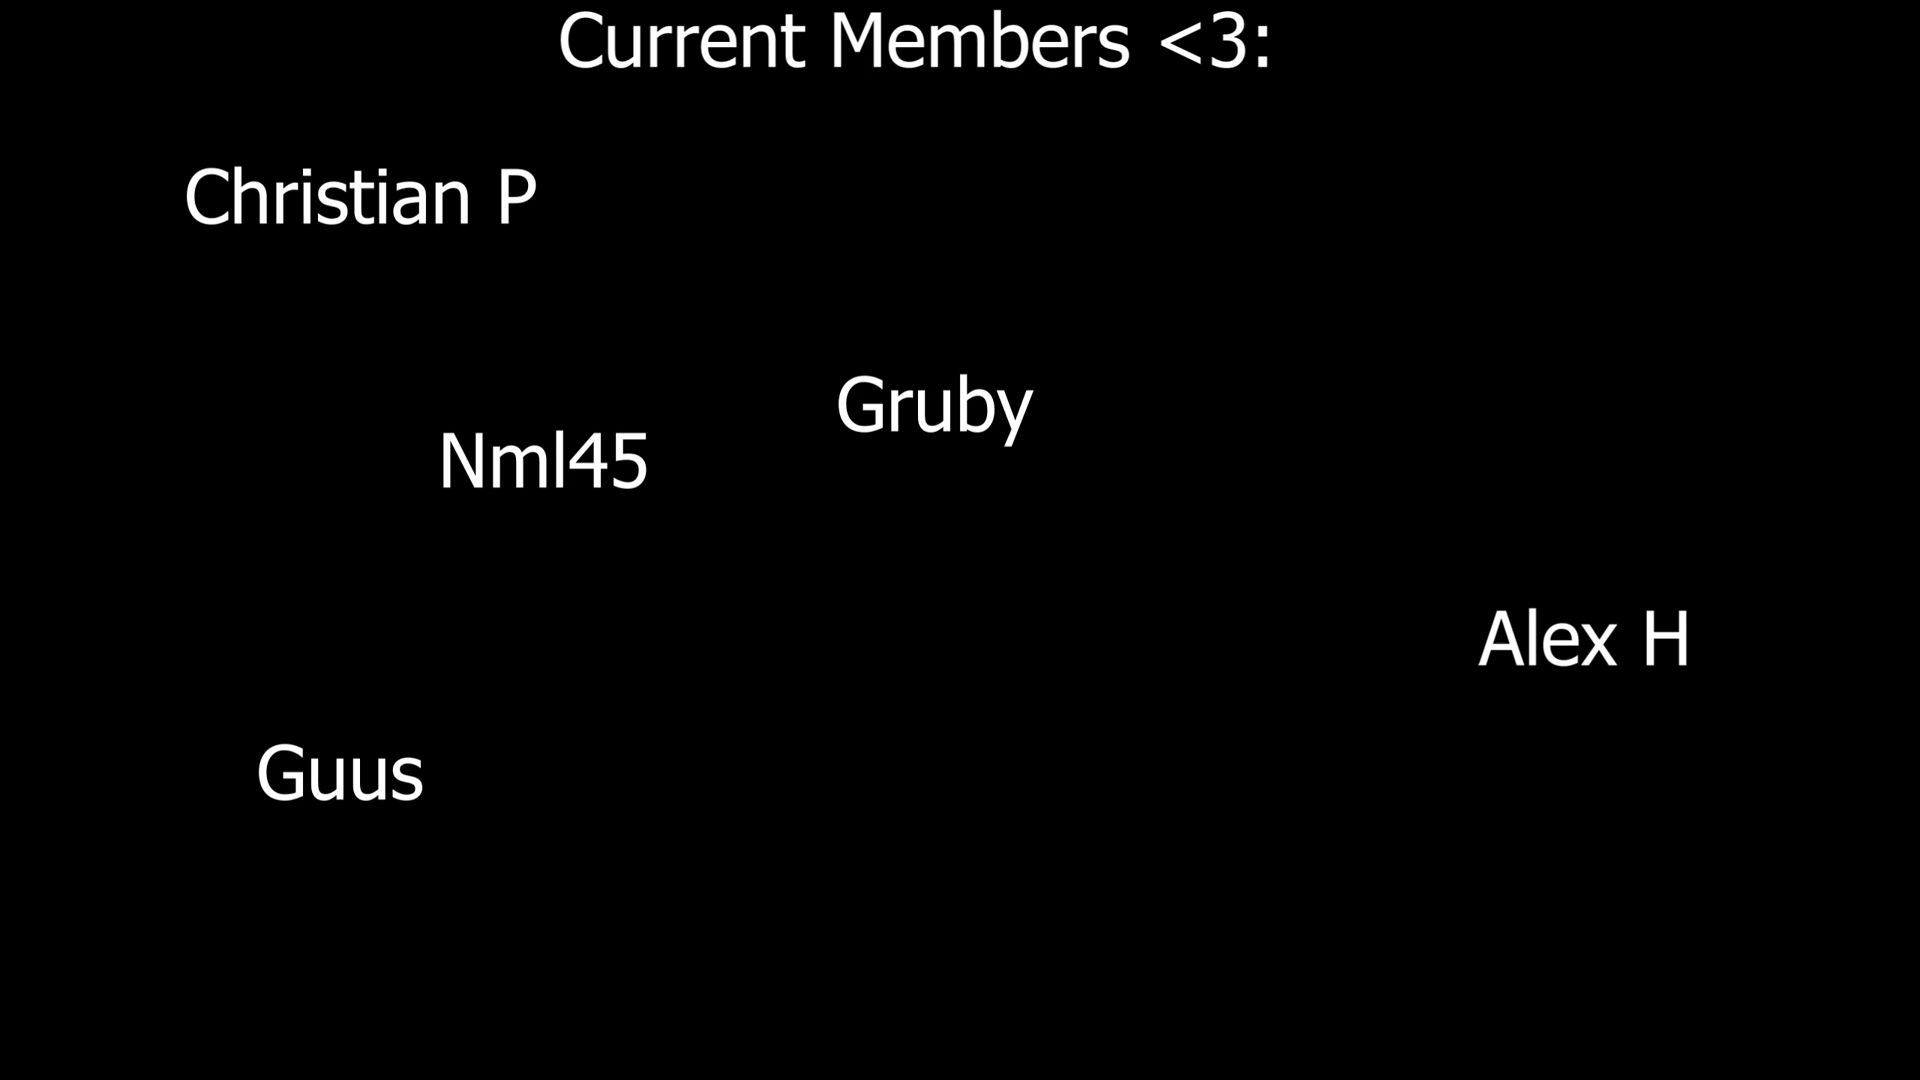 Current Members <3:
Christian P
Gruby
Nml45
Alex H
Guus